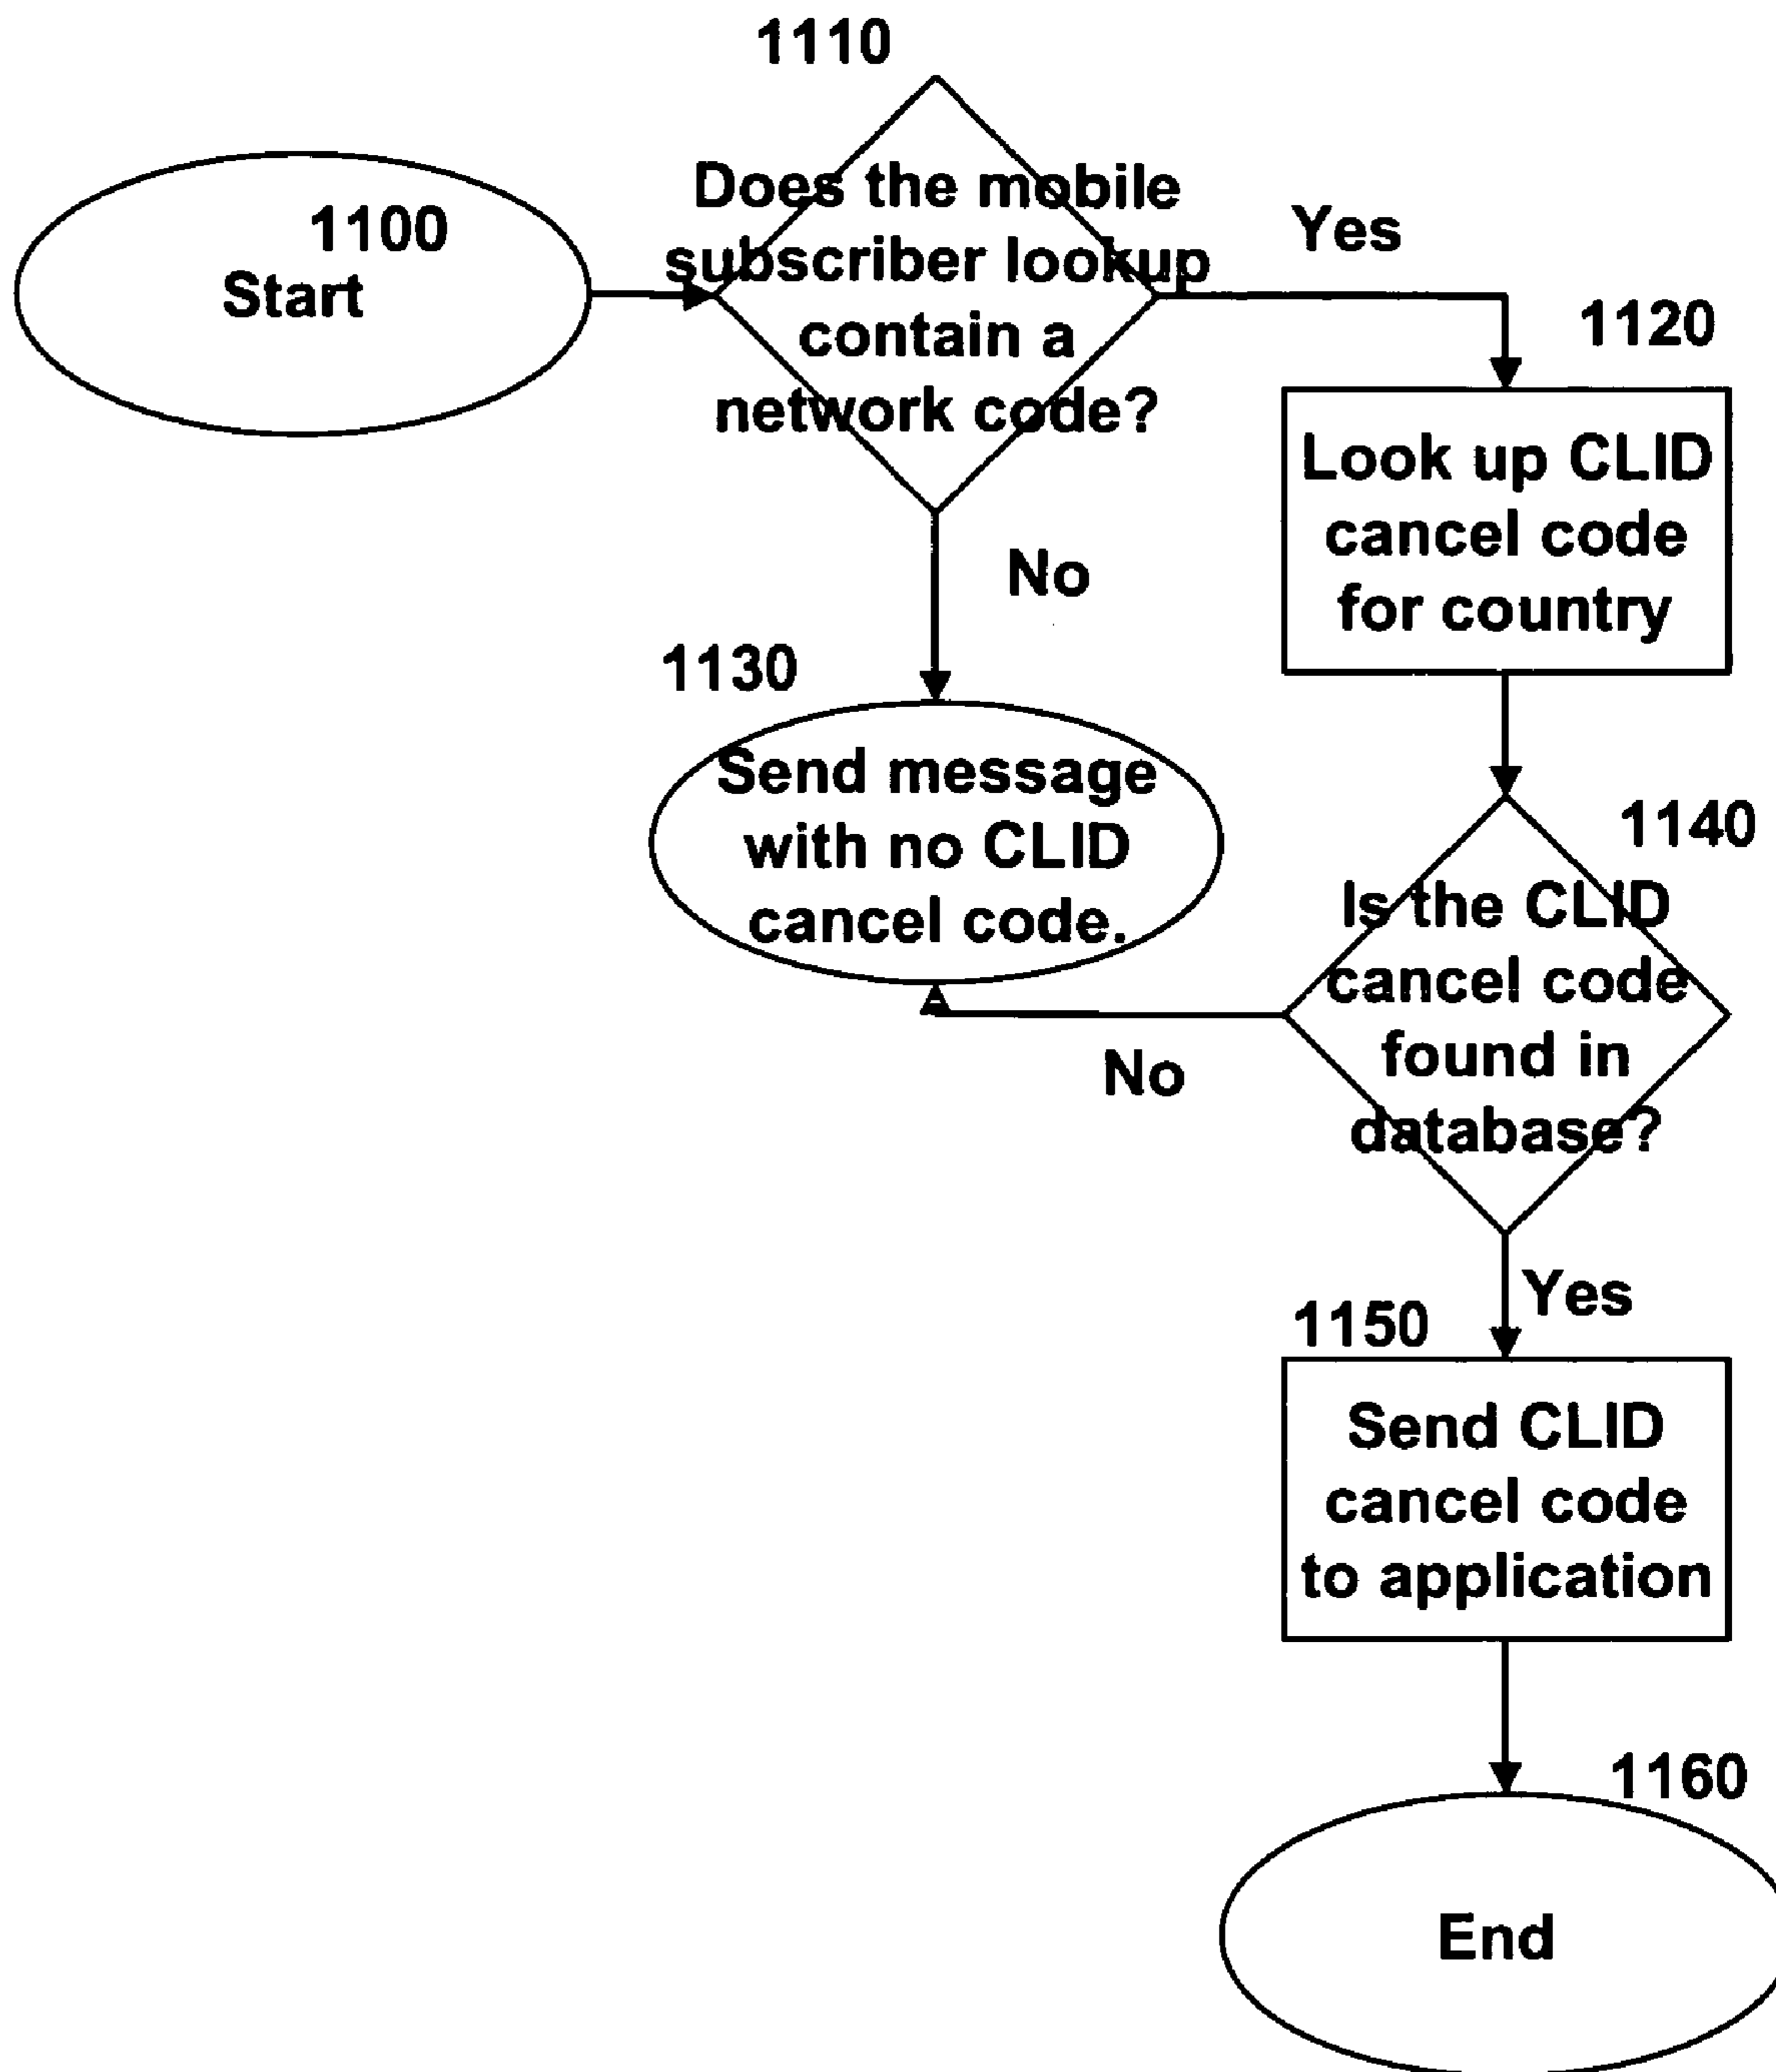 1110
1100
Start
Does the mobile
subscriber lookup
contain a
network code?
Yes
No
1120
Look up CLID
cancel code
for country
1130
Send message
with no CLID
cancel code.
1140
Is the CLID
cancel code
found in
database?
No
Yes
1150
Send CLID
cancel code
to application
1160
End